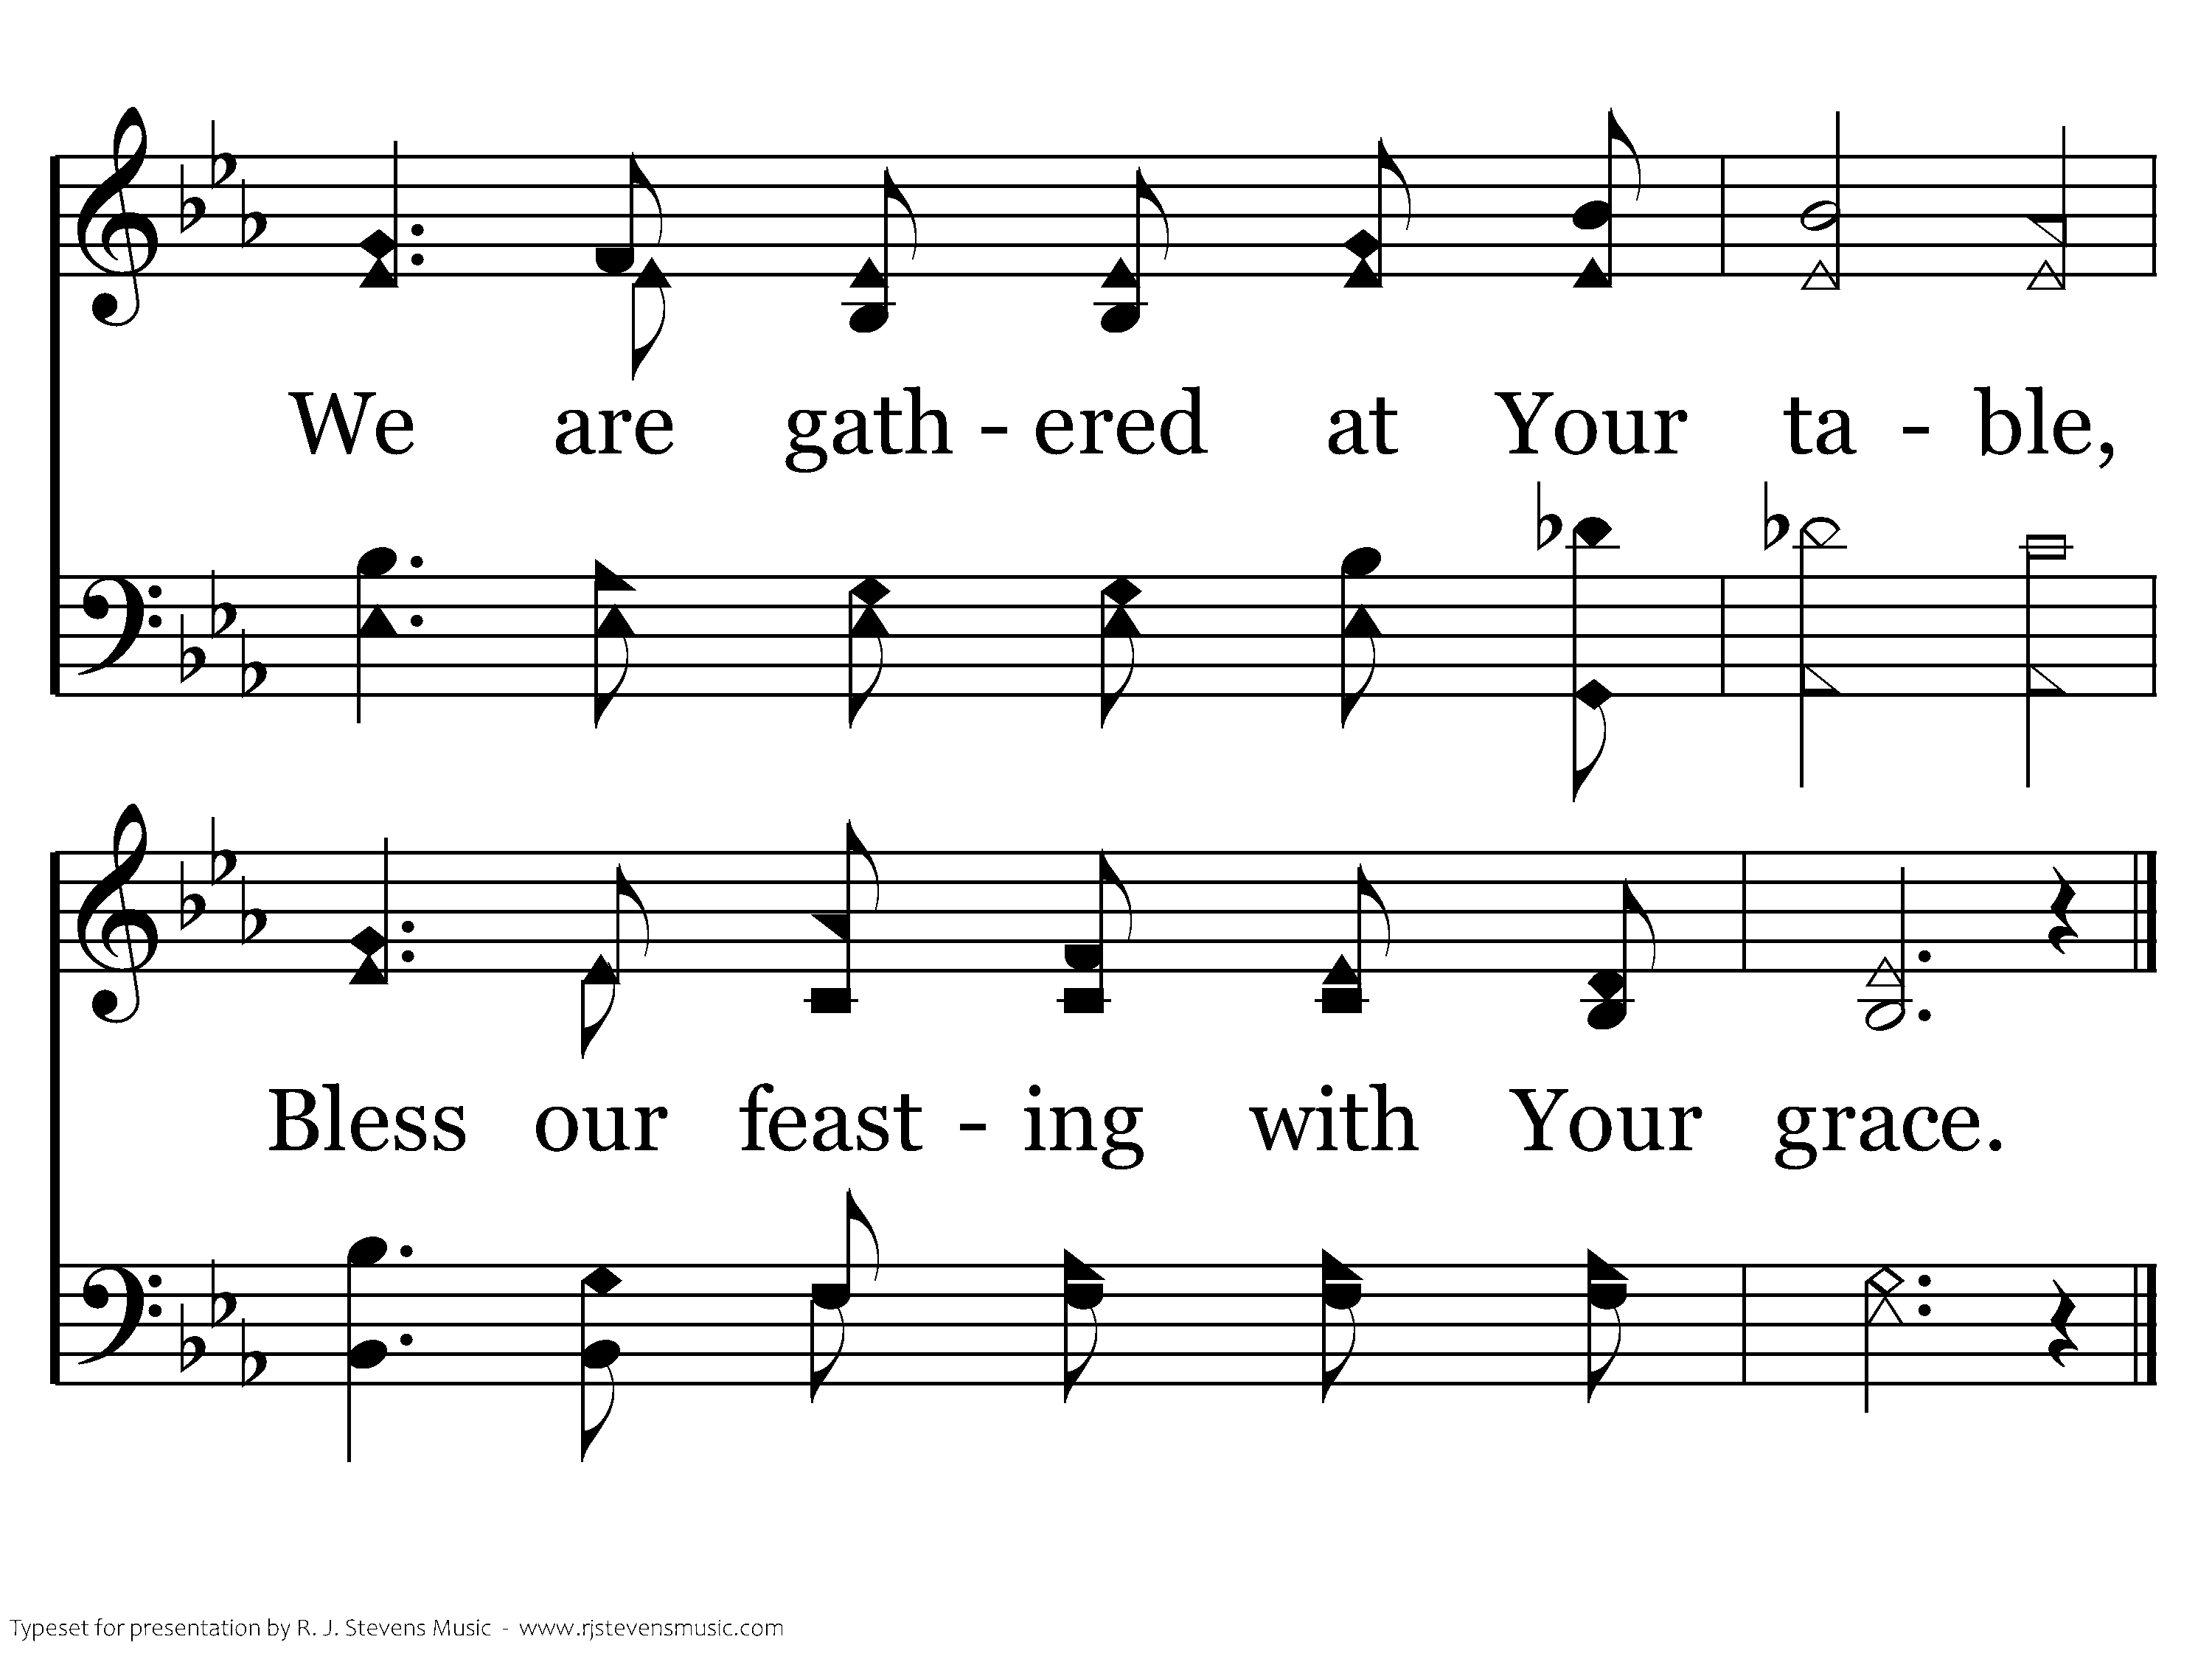 We are gath - ered at Your ta - ble,
Bless our feast - ing with Your grace.
Typeset for presentation by R. J. Stevens Music - www.rjstevensmusic.com